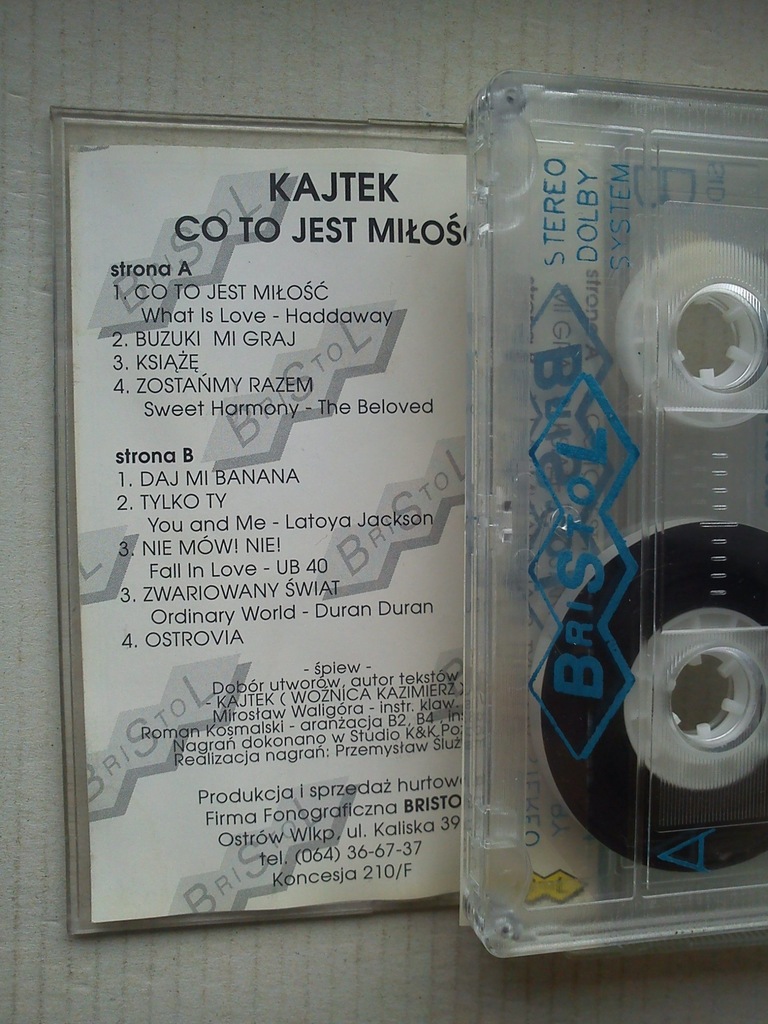 KAJTEK
CO TO JEST MIŁOŚĆ
strona A
1. CO TO JEST MIŁOŚĆ
What Is Love - Haddaway
2. BUZUKI MI GRAJ
3. KSIĄŻĘ
4. ZOSTAŃMY RAZEM
Sweet Harmony - The Beloved
strona B
1. DAJ MI BANANA
2. TYLKO TY
You and Me - Latoya Jackson
3. NIE MÓW! NIE!
Fall In Love - UB 40
3. ZWARIOWANY ŚWIAT
Ordinary World - Duran Duran
4. OSTROVIA
- śpiew -
Dobór utworów, autor tekstów
- KAJTEK ( WOŹNICA KAZIMIERZ )
Mirosław Waligóra - instr. klaw.
Roman Kosmalski - aranżacja B2, B4
Nagrań dokonano w Studio K&K
Realizacja nagrań: Przemysław
Produkcja i sprzedaż
Firma Fonograficzna BRISTO
Ostrów Wlkp. ul. Kaliska 39
tel. (064) 36-67-37
Koncesja 210/F
STEREO
DOLBY
SYSTEM
BRISTOL
A